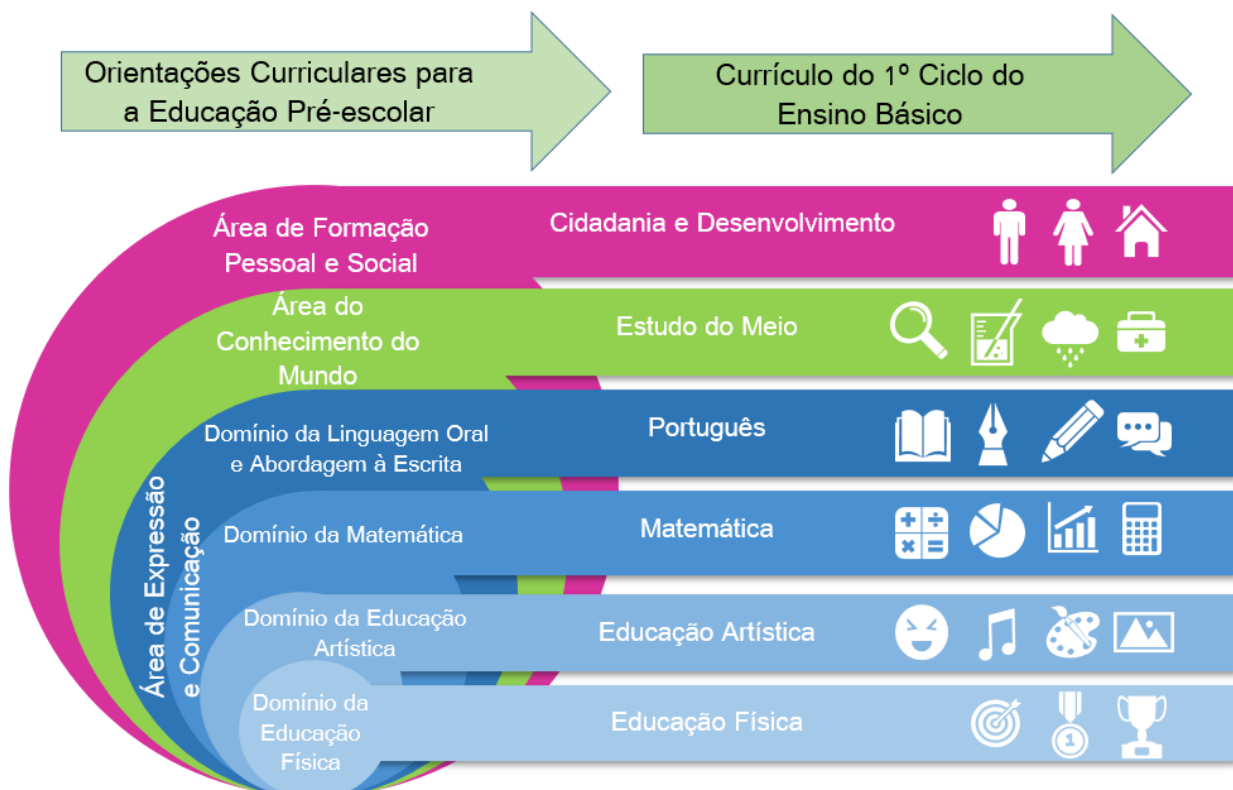 Orientações Curriculares para
a Educação Pré-escolar
Currículo do 1º Ciclo do
Ensino Básico
Área de Formação
Pessoal e Social
Cidadania e Desenvolvimento
Área do
Conhecimento do
Mundo
Estudo do Meio
Área de Expressão
e Comunicação
Domínio da Linguagem Oral
e Abordagem à Escrita
Português
Domínio da Matemática
Matemática
Domínio da Educação
Artística
Educação Artística
Domínio da
Educação
Física
Educação Física
1